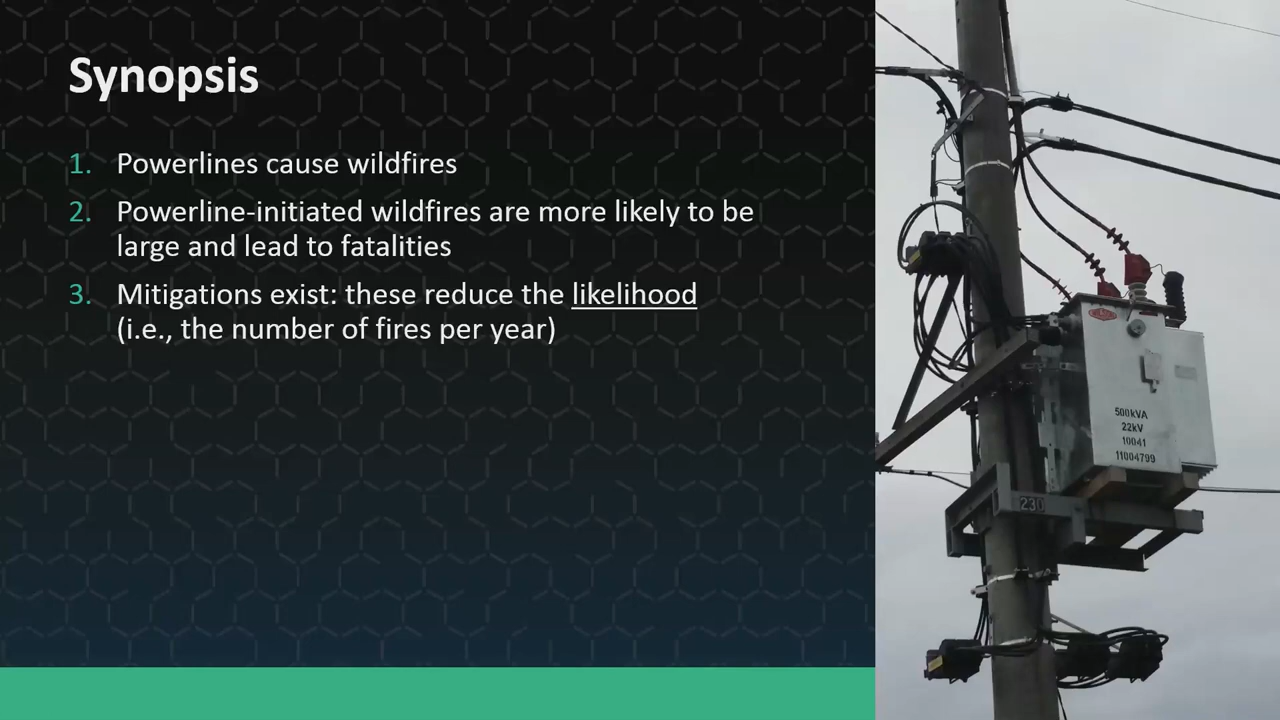 Synopsis
1. Powerlines cause wildfires
2. Powerline-initiated wildfires are more likely to be
large and lead to fatalities
3. Mitigations exist: these reduce the likelihood
(i.e., the number of fires per year)
500kVA
22kV
10041
11004799
230